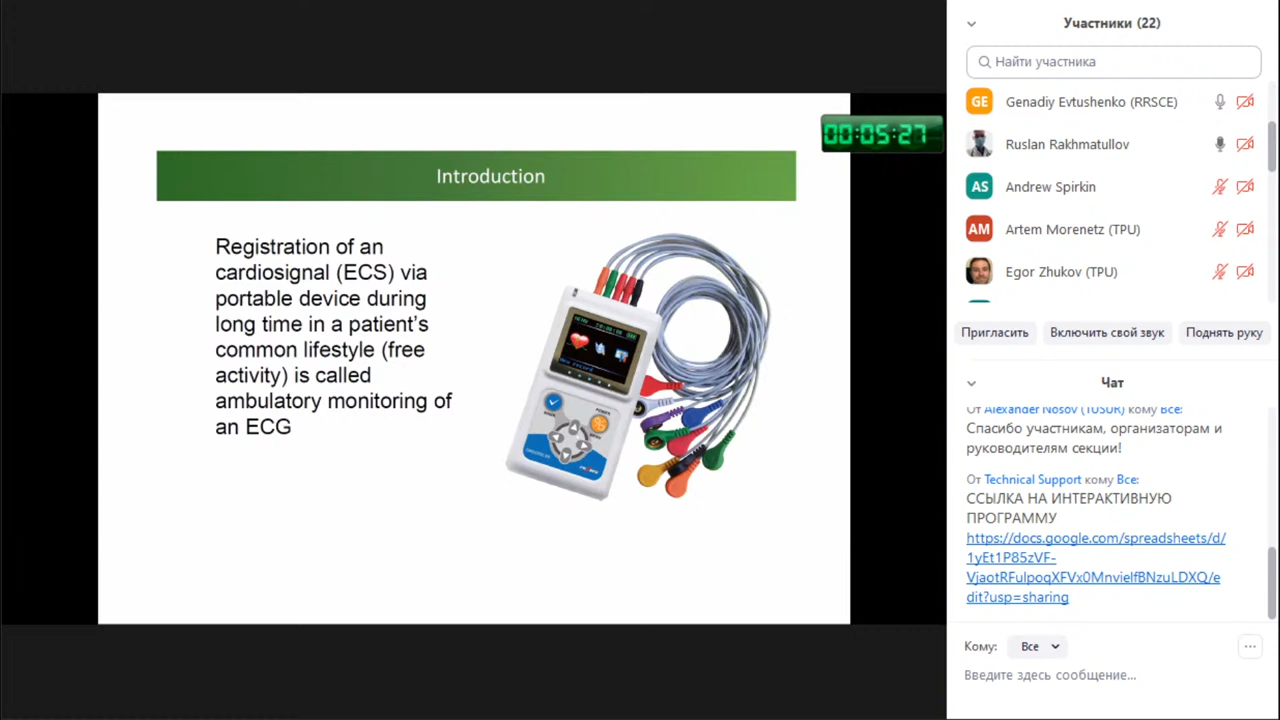 00:05:27
Introduction
Registration of an
cardiosignal (ECS) via
portable device during
long time in a patient's
common lifestyle (free
activity) is called
ambulatory monitoring of
an ECG
Участники (22)
Найти участника
GE Genadiy Evtushenko (RRSCE)
Ruslan Rakhmatullov
AS Andrew Spirkin
AM Artem Morenetz (TPU)
Egor Zhukov (TPU)
Пригласить Включить свой звук Поднять руку
Чат
От Alexander Nosov (TUSUR) кому Все:
Спасибо участникам, организаторам и
руководителям секции!
От Technical Support кому Все:
ССЫЛКА НА ИНТЕРАКТИВНУЮ
ПРОГРАММУ
https://docs.google.com/spreadsheets/d/
1yEt1P85zVF-
VjaotRFulpoqXFVx0MnvielfBNzuLDXQ/e
dit?usp=sharing
Кому: Все
Введите здесь сообщение...